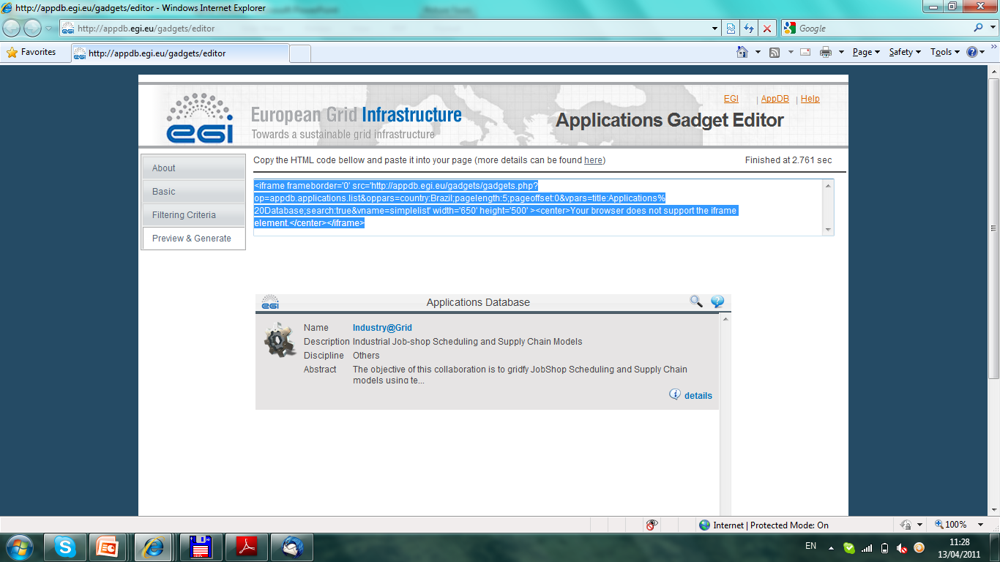 http://appdb.egi.eu/gadgets/editor - Windows Internet Explorer
http://appdb.egi.eu/gadgets/editor
Google
Favorites
http://appdb.egi.eu/gadgets/editor
Page
Safety
Tools
egi
European Grid Infrastructure
Towards a sustainable grid infrastructure
EGI | AppDB | Help
Applications Gadget Editor
About
Basic
Filtering Criteria
Preview & Generate
Copy the HTML code bellow and paste it into your page (more details can be found here)
Finished at 2.761 sec
<iframe frameborder='0' src='http://appdb.egi.eu/gadgets/gadgets.php?
op=appdb.applications.list&oppars=country:Brazil;pagelength:5;pageoffset:0&vpars=title:Applications%
20Database;search:true&vname=simplelist' width='650' height='500' ><center>Your browser does not support the iframe
element.</center></iframe>
egi
Applications Database
Name Industry@Grid
Description Industrial Job-shop Scheduling and Supply Chain Models
Discipline Others
Abstract The objective of this collaboration is to gridfy JobShop Scheduling and Supply Chain
models using te...
details
Internet | Protected Mode: On
100%
EN
11:28
13/04/2011